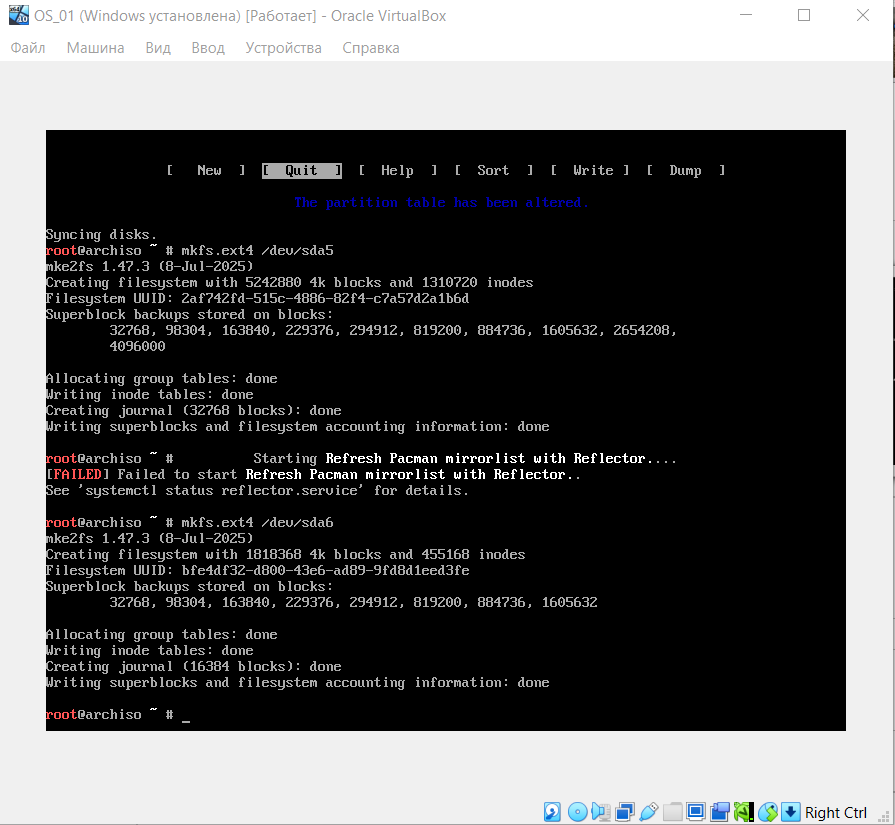 OS_01 (Windows установлена) [Работает] - Oracle VirtualBox
Файл Машина Вид Ввод Устройства Справка
[ New ] [ Quit ] [ Help ] [ Sort ] [ Write ] [ Dump ]
The partition table has been altered.
Syncing disks.
root@archiso ~ # mkfs.ext4 /dev/sda5
mke2fs 1.47.3 (8-Jul-2025)
Creating filesystem with 5242880 4k blocks and 1310720 inodes
Filesystem UUID: 2af742fd-515c-4886-82f4-c7a57d2a1b6d
Superblock backups stored on blocks:
32768, 98304, 163840, 229376, 294912, 819200, 884736, 1605632, 2654208,
4096000
Allocating group tables: done
Writing inode tables: done
Creating journal (32768 blocks): done
Writing superblocks and filesystem accounting information: done
root@archiso ~ # Starting Refresh Pacman mirrorlist with Reflector....
[FAILED] Failed to start Refresh Pacman mirrorlist with Reflector..
See 'systemctl status reflector.service' for details.
root@archiso ~ # mkfs.ext4 /dev/sda6
mke2fs 1.47.3 (8-Jul-2025)
Creating filesystem with 1818368 4k blocks and 455168 inodes
Filesystem UUID: bfe4df32-d800-43e6-ad89-9fd8d1eed3fe
Superblock backups stored on blocks:
32768, 98304, 163840, 229376, 294912, 819200, 884736, 1605632
Allocating group tables: done
Writing inode tables: done
Creating journal (16384 blocks): done
Writing superblocks and filesystem accounting information: done
root@archiso ~ # _
Right Ctrl